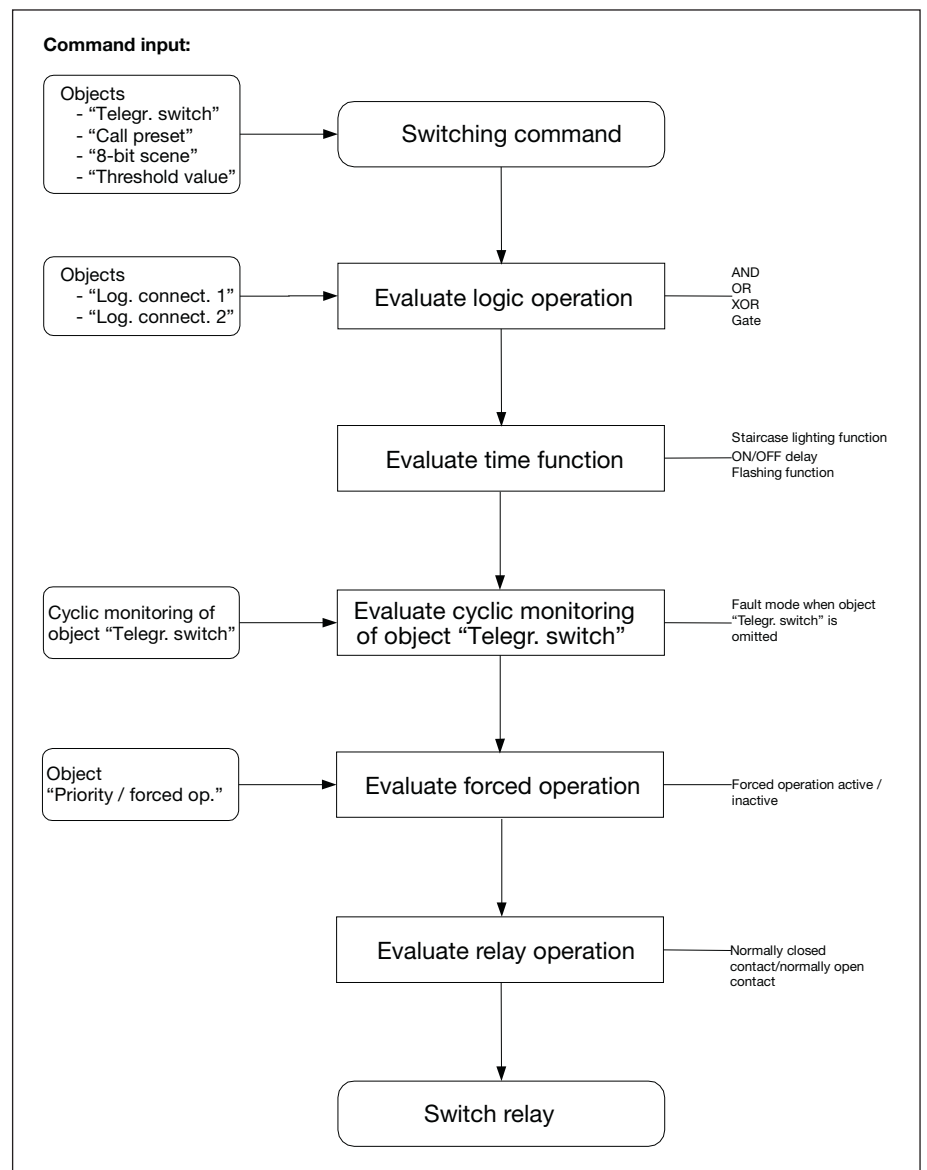 Command input:
Objects
- “Telegr. switch”
- “Call preset”
- “8-bit scene”
- “Threshold value”
Switching command
Objects
- “Log. connect. 1”
- “Log. connect. 2”
Evaluate logic operation
AND
OR
XOR
Gate
Evaluate time function
Staircase lighting function
ON/OFF delay
Flashing function
Cyclic monitoring of
object “Telegr. switch”
Evaluate cyclic monitoring
of object “Telegr. switch”
Fault mode when object
“Telegr. switch” is
omitted
Object
“Priority / forced op.”
Evaluate forced operation
Forced operation active /
inactive
Evaluate relay operation
Normally closed
contact/normally open
contact
Switch relay